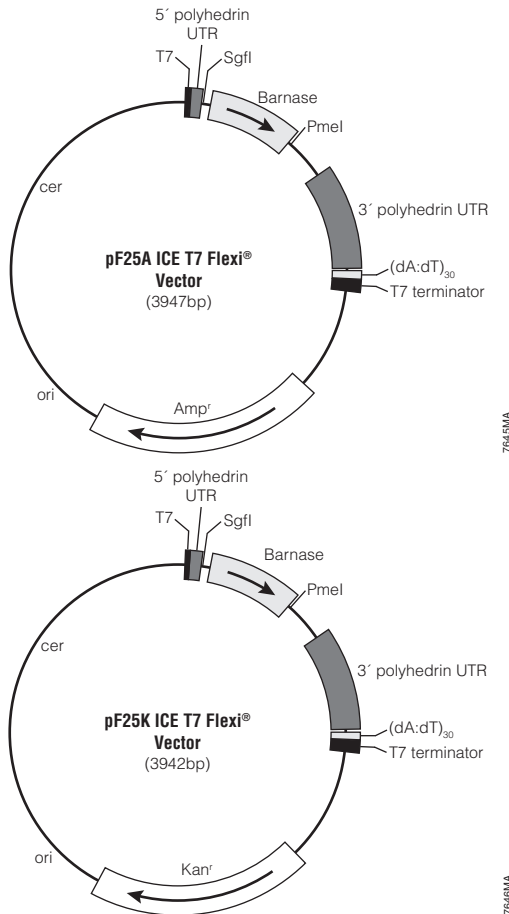 5´ polyhedrin
UTR
T7
SgfI
Barnase
PmeI
cer
3´ polyhedrin UTR
pF25A ICE T7 Flexi®
Vector
(3947bp)
(dA:dT)30
T7 terminator
ori
Ampr
7645MA
5´ polyhedrin
UTR
T7
SgfI
Barnase
PmeI
cer
3´ polyhedrin UTR
pF25K ICE T7 Flexi®
Vector
(3942bp)
(dA:dT)30
T7 terminator
ori
Kanr
7646MA